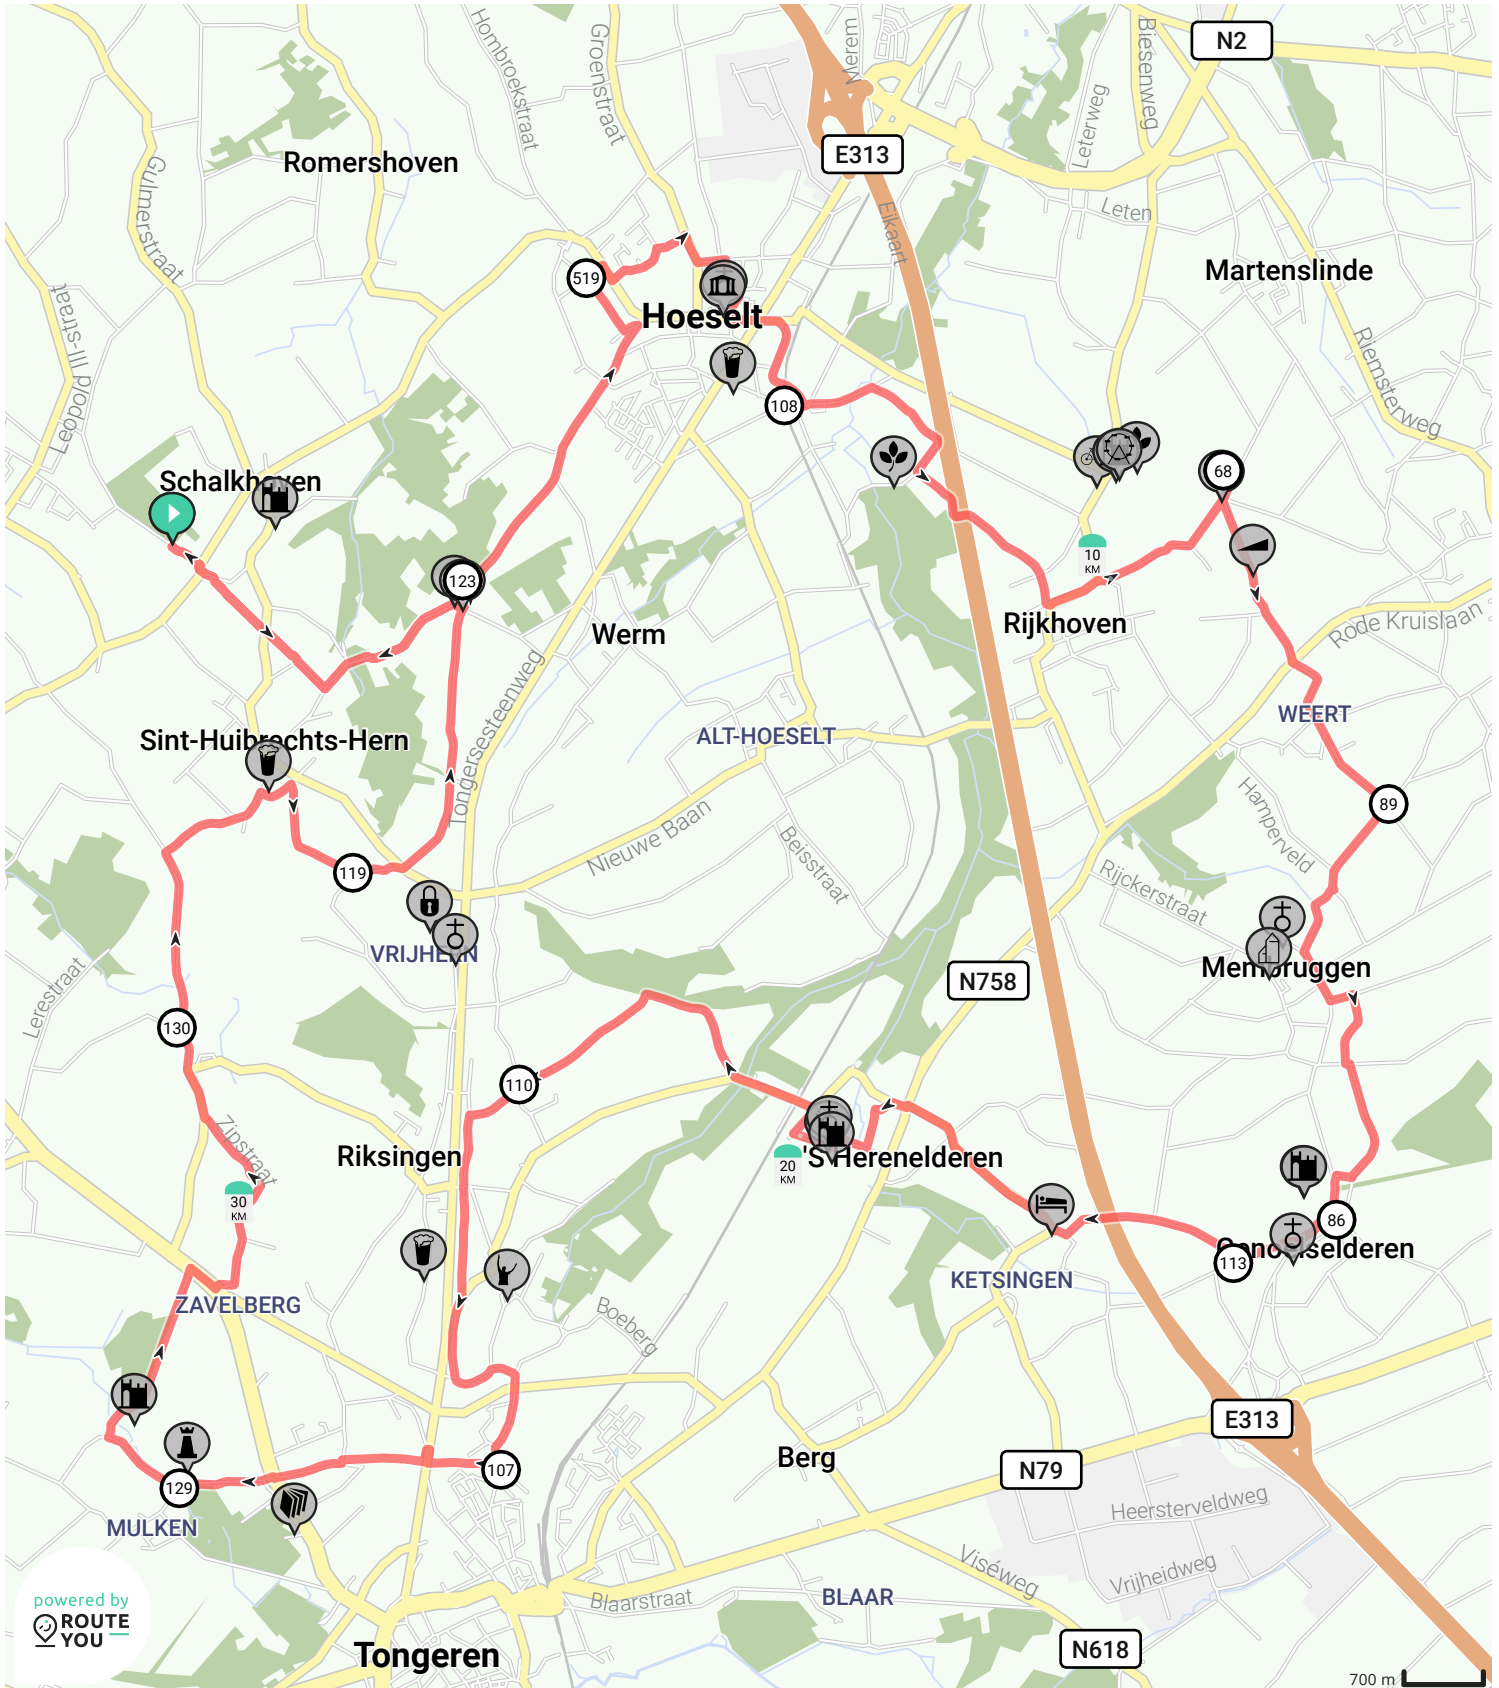 N2
Hombroekstraat
Groenstraat
Merem
Biesenweg
Leterweg
E313
Romershoven
Gulmerstraat
Leten
Eikaart
Martenslinde
Leopold III-straat
519
Hoeselt
Riemsterweg
108
Schalkhoven
68
10
KM
123
Werm
Rijkhoven
Rode Kruislaan
Tongersesteenweg
WEERT
ALT-HOESELT
Sint-Huibrechts-Hern
89
Hamperveld
Nieuwe Baan
Beisstraat
119
Rijckerstraat
VRIJHERN
Membruggen
N758
Lerestraat
130
110
Zipstraat
Riksingen
'S Herenelderen
20
KM
30
KM
86
Genoelselderen
113
KETSINGEN
ZAVELBERG
Boeberg
E313
Berg
N79
107
129
Heersterveldweg
MULKEN
Viséweg
Vrijheidweg
Blaarstraat
BLAAR
powered by
ROUTE
YOU
Tongeren
N618
700 m